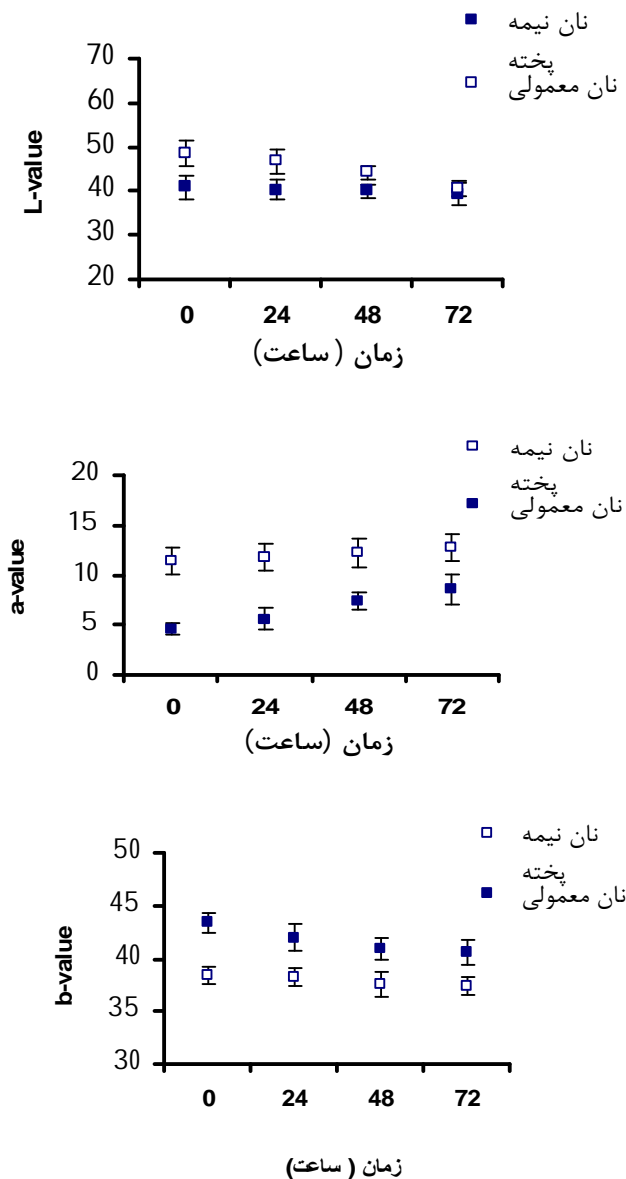 نان نیمه
پخته
نان معمولی
L-value
70
60
50
40
30
20
0 24 48 72
زمان (ساعت)
نان نیمه
پخته
نان معمولی
a-value
20
15
10
5
0
0 24 48 72
زمان (ساعت)
نان نیمه
پخته
نان معمولی
b-value
50
45
40
35
30
0 24 48 72
زمان (ساعت)